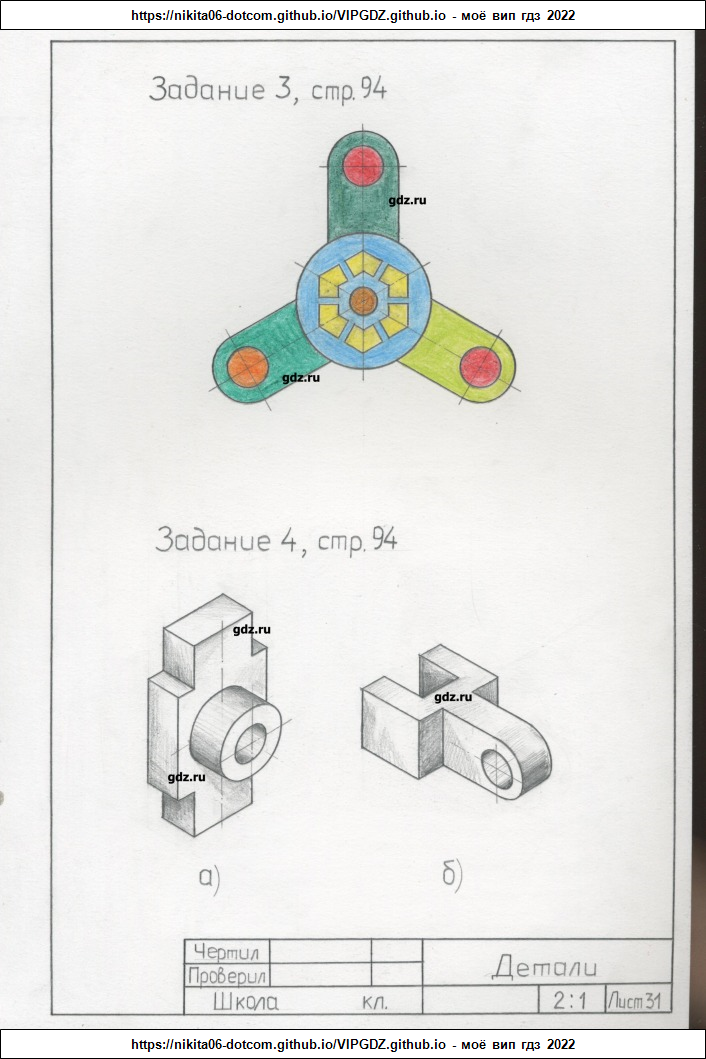 https://nikita06-dotcom.github.io/VIPGDZ.github.io - моё вип гдз 2022
Задание 3, стр. 94
gdz.ru
gdz.ru
Задание 4, стр. 94
gdz.ru
gdz.ru
gdz.ru
а)
б)
Чертил
Проверил
Детали
Школа кл.
2:1
Лист 31
https://nikita06-dotcom.github.io/VIPGDZ.github.io - моё вип гдз 2022